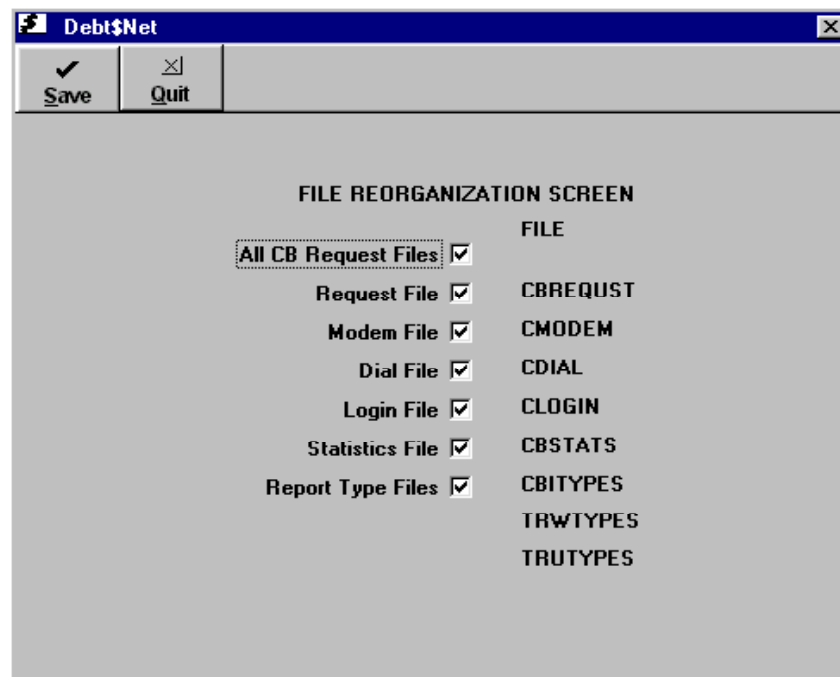 Debt$Net
Save Quit
FILE REORGANIZATION SCREEN
FILE
All CB Request Files
Request File CBREQUST
Modem File CMODEM
Dial File CDIAL
Login File CLOGIN
Statistics File CBSTATS
Report Type Files CBITYPES
TRWTYPES
TRUTYPES